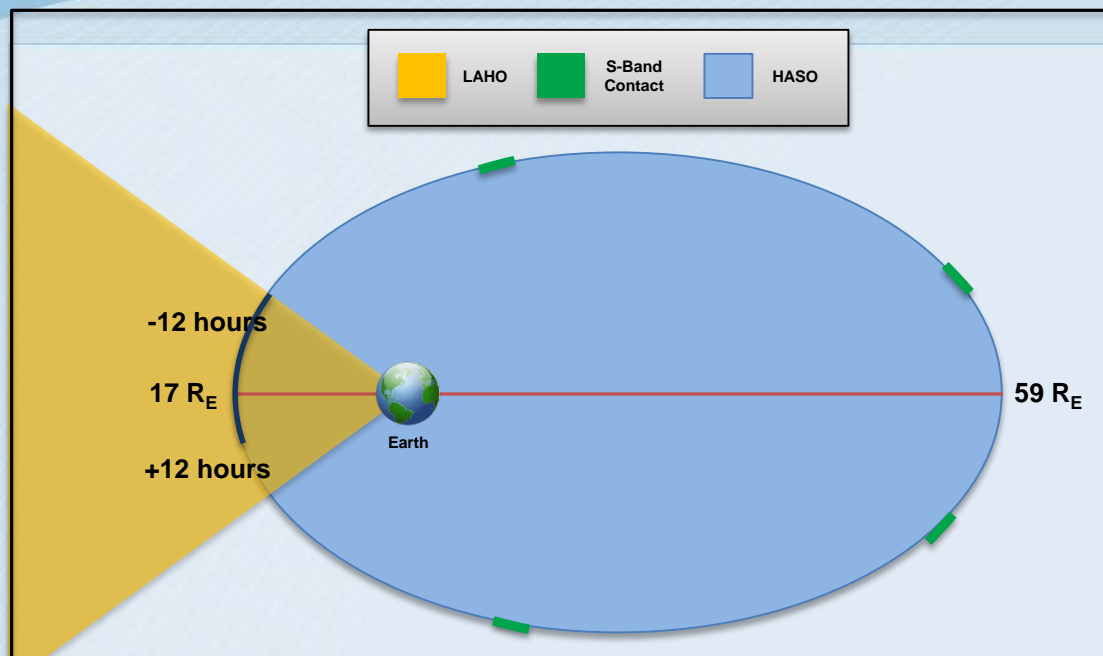 LAHO
S-Band
Contact
HASO
-12 hours
17 RE
59 RE
Earth
+12 hours